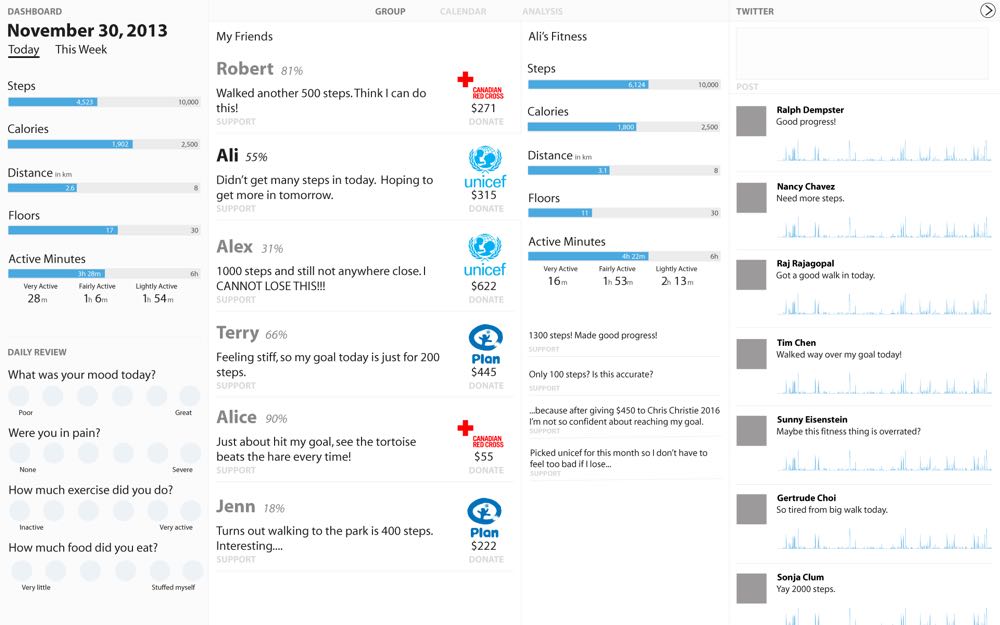 DASHBOARD
November 30, 2013
Today This Week
Steps
4,523 10,000
Calories
1,902 2,500
Distance in km
2.6 8
Floors
17 30
Active Minutes
3h 28m 6h
Very Active Fairly Active Lightly Active
28m 1h 6m 1h 54m
DAILY REVIEW
What was your mood today?
Poor Great
Were you in pain?
None Severe
How much exercise did you do?
Inactive Very active
How much food did you eat?
Very little Stuffed myself
GROUP CALENDAR ANALYSIS
My Friends
Robert 81%
Walked another 500 steps. Think I can do
this!
SUPPORT
CANADIAN
RED CROSS
$271
DONATE
Ali 55%
Didn't get many steps in today. Hoping to
get more in tomorrow.
SUPPORT
unicef
$315
DONATE
Alex 31%
1000 steps and still not anywhere close. I
CANNOT LOSE THIS!!!
SUPPORT
unicef
$622
DONATE
Terry 66%
Feeling stiff, so my goal today is just for 200
steps.
SUPPORT
Plan
$445
DONATE
Alice 90%
Just about hit my goal, see the tortoise
beats the hare every time!
SUPPORT
CANADIAN
RED CROSS
$55
DONATE
Jenn 18%
Turns out walking to the park is 400 steps.
Interesting....
SUPPORT
Plan
$222
DONATE
Ali's Fitness
Steps
6,124 10,000
Calories
1,800 2,500
Distance in km
3.1 8
Floors
11 30
Active Minutes
4h 22m 6h
Very Active Fairly Active Lightly Active
16m 1h 53m 2h 13m
1300 steps! Made good progress!
SUPPORT
Only 100 steps? Is this accurate?
SUPPORT
...because after giving $450 to Chris Christie 2016
I'm not so confident about reaching my goal.
SUPPORT
Picked unicef for this month so I don't have to
feel too bad if I lose...
SUPPORT
TWITTER
POST
Ralph Dempster
Good progress!
Nancy Chavez
Need more steps.
Raj Rajagopal
Got a good walk in today.
Tim Chen
Walked way over my goal today!
Sunny Eisenstein
Maybe this fitness thing is overrated?
Gertrude Choi
So tired from big walk today.
Sonja Clum
Yay 2000 steps.